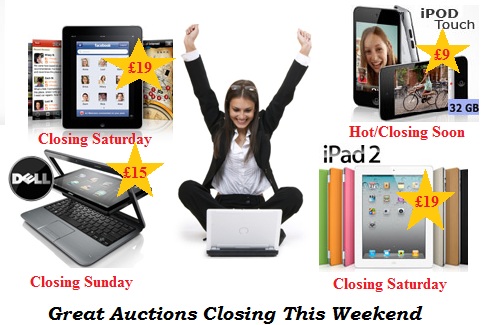 iPOD
Touch
£19
£9
32 GB
Closing Saturday
Hot/Closing Soon
DELL
£15
iPad 2
£19
Closing Sunday
Closing Saturday
Great Auctions Closing This Weekend